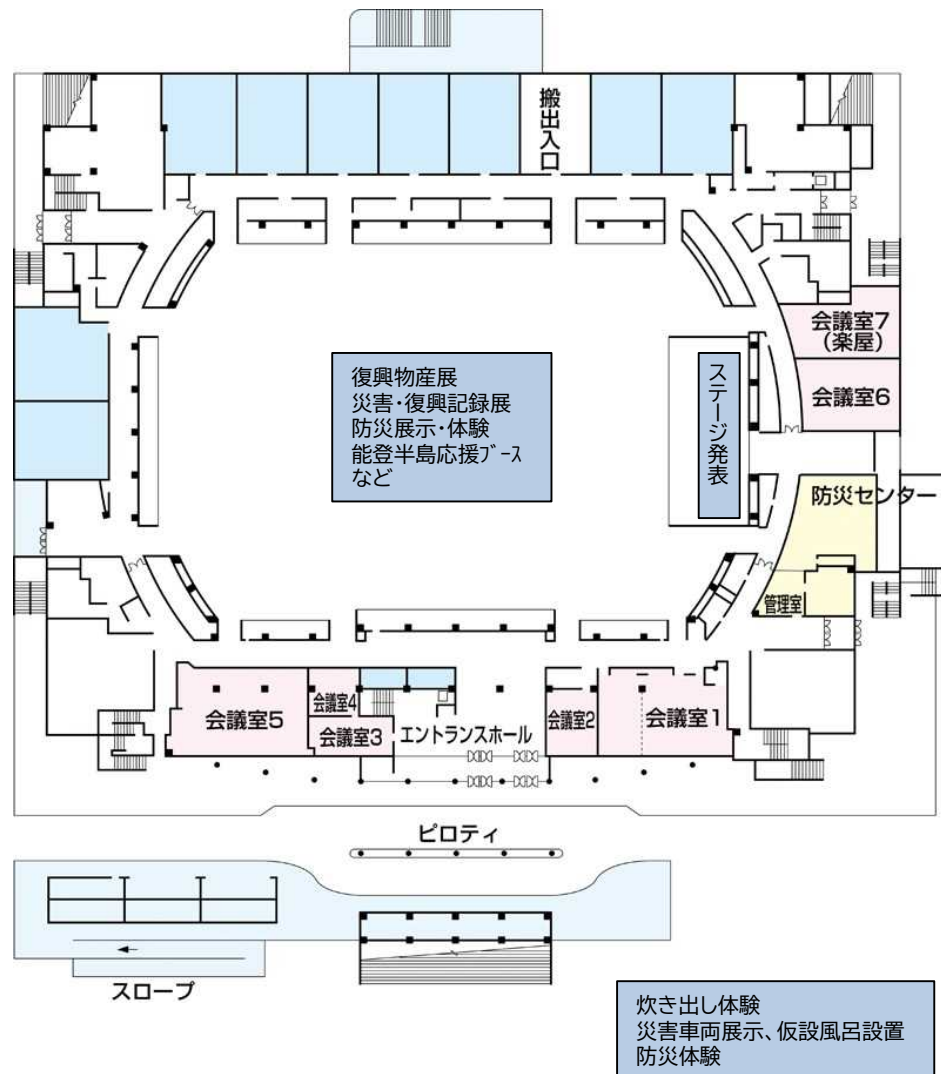 搬出入口
会議室7
(楽屋)
会議室6
復興物産展
災害・復興記録展
防災展示・体験
能登半島応援ﾌﾞｰｽ
など
ステージ発表
防災センター
管理室
会議室5
会議室4
会議室3
エントランスホール
会議室2
会議室1
ピロティ
スロープ
炊き出し体験
災害車両展示、仮設風呂設置
防災体験